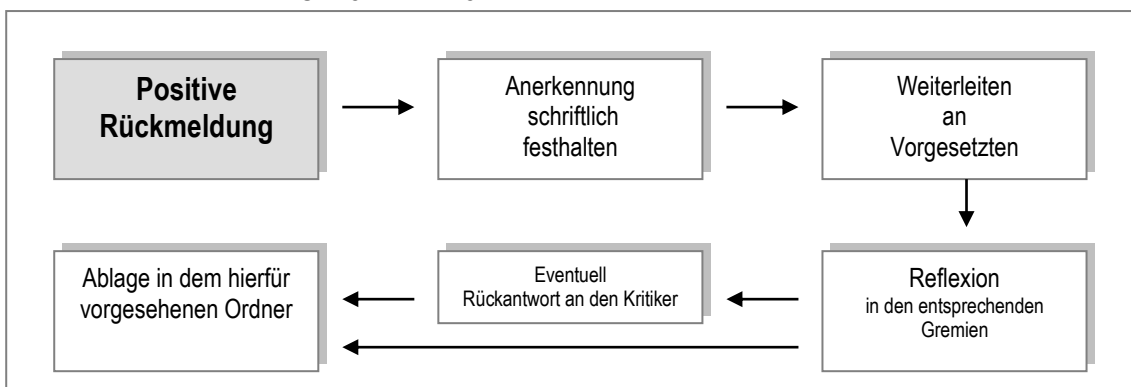 Positive
Rückmeldung
Anerkennung
schriftlich
festhalten
Weiterleiten
an
Vorgesetzten
Reflexion
in den entsprechenden
Gremien
Eventuell
Rückantwort an den Kritiker
Ablage in dem hierfür
vorgesehenen Ordner